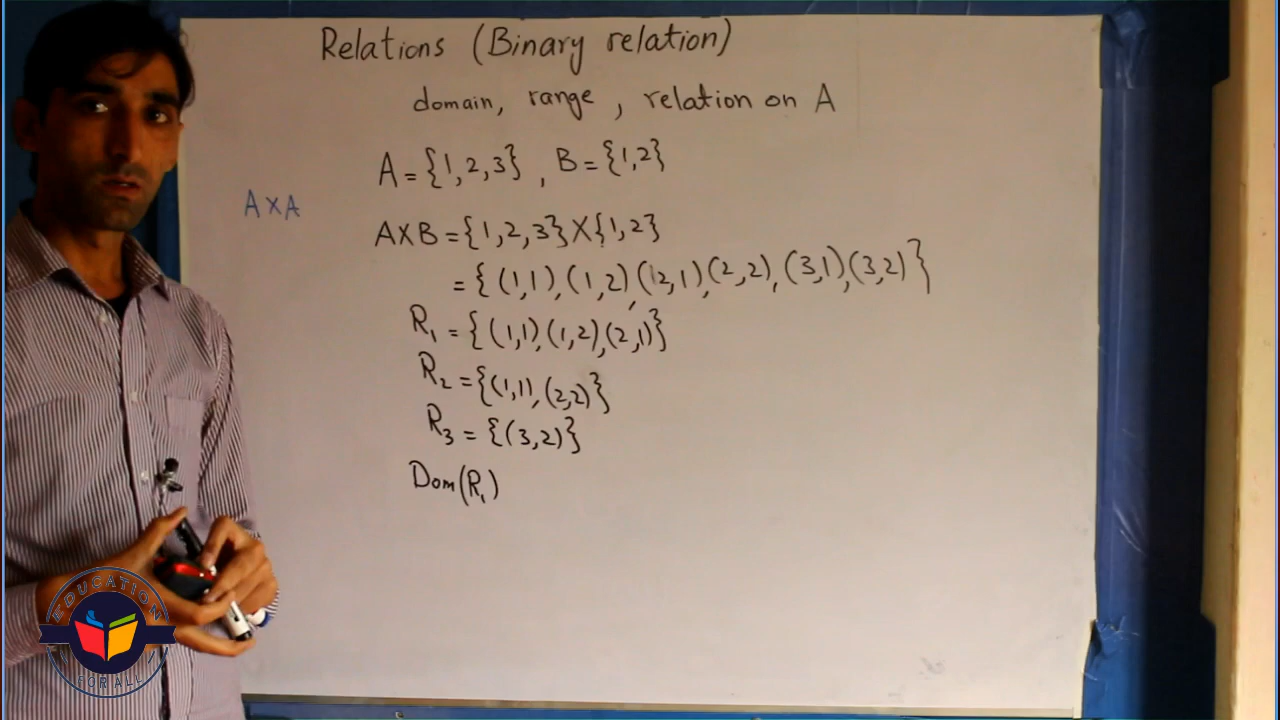 Relations (Binary relation)
domain, range, relation on A
A = {1,2,3}, B = {1,2}
A×A
A×B = {1,2,3}×{1,2}
= {(1,1),(1,2),(2,1),(2,2),(3,1),(3,2)}
R₁ = {(1,1),(1,2),(2,1)}
R₂ = {(1,1),(2,2)}
R₃ = {(3,2)}
Dom(R₁)
EDUCATION
FOR ALL